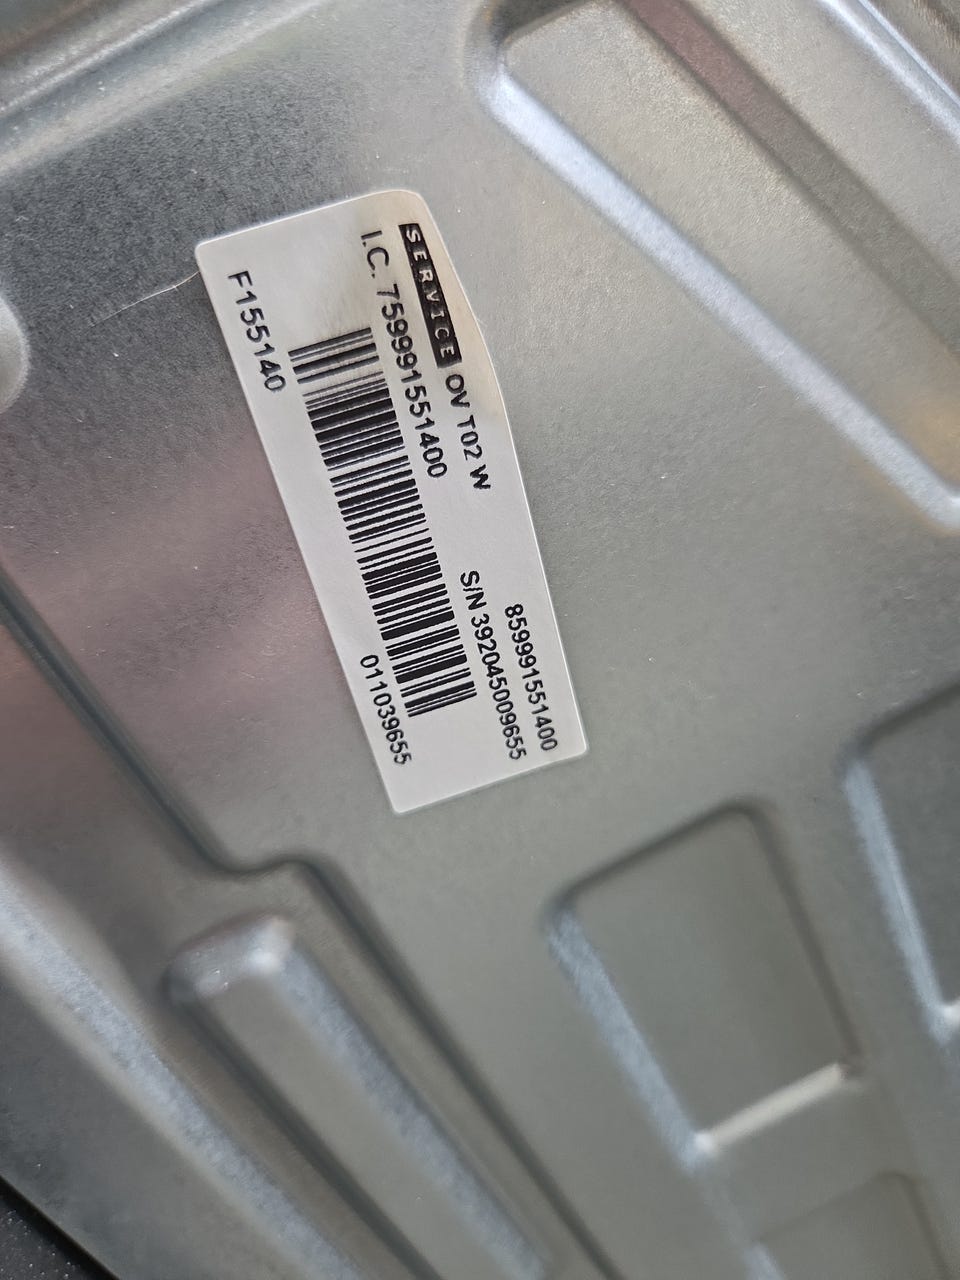 SERVICE OV T02 W
859991551400
I.C. 759991551400
S/N 392045009655
F155140
011039655